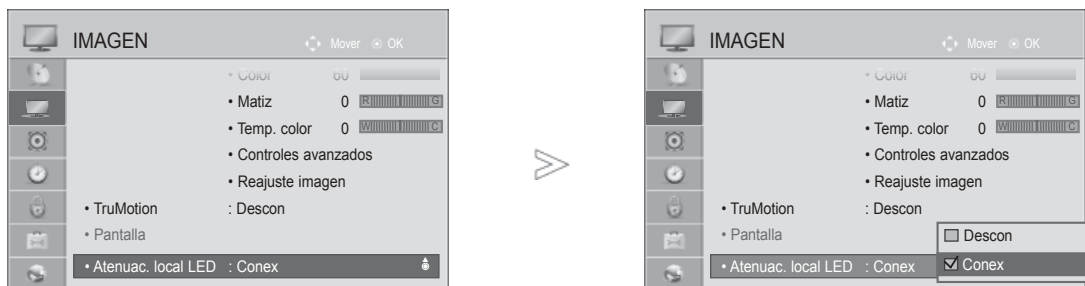 IMAGEN Mover OK
• Color 60
• Matiz 0 R G
• Temp. color 0 W C
• Controles avanzados
• Reajuste imagen
• TruMotion : Descon
• Pantalla
• Atenuac. local LED : Conex
>
IMAGEN Mover OK
• Color 60
• Matiz 0 R G
• Temp. color 0 W C
• Controles avanzados
• Reajuste imagen
• TruMotion : Descon
• Pantalla
Descon
• Atenuac. local LED : Conex
Conex